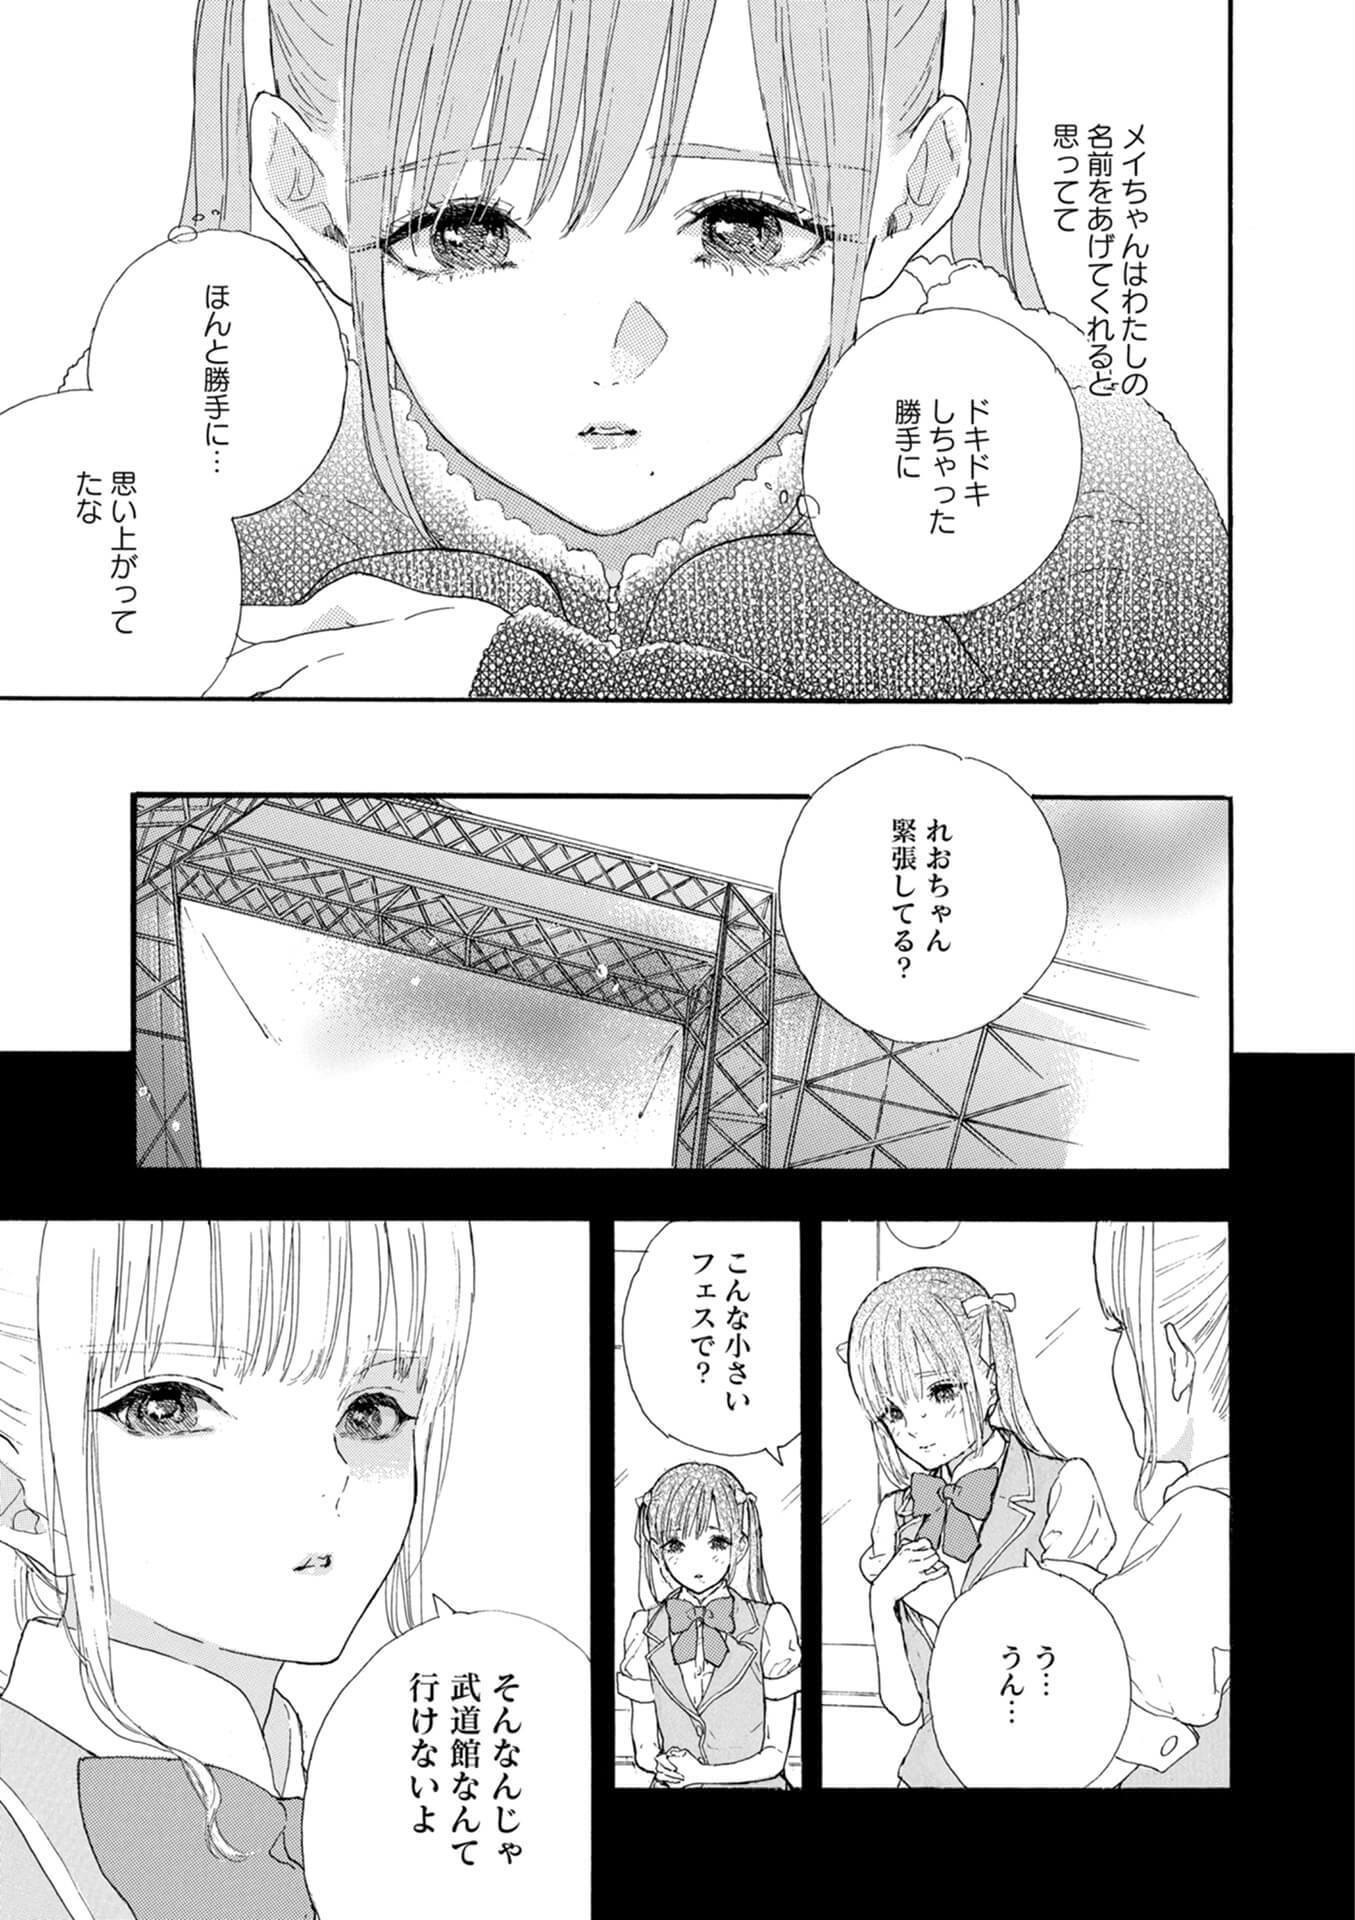 メイちゃんはわたしの
名前をあげてくれると
思ってて
ドキドキ
しちゃった
勝手に
ほんと勝手に…
思い上がって
たな
れおちゃん
緊張してる?
う…
うん…
こんな小さい
フェスで?
そんなんじゃ
武道館なんて
行けないよ